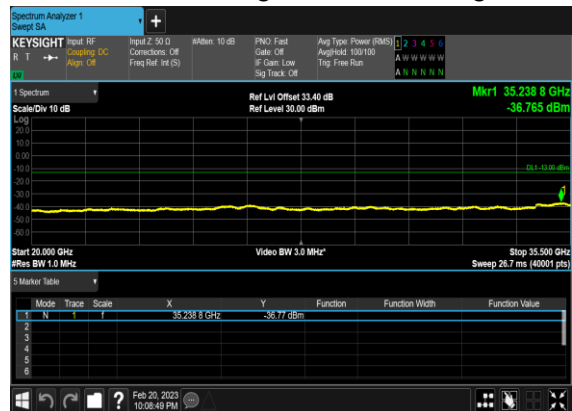 Spectrum Analyzer 1
Swept SA
KEYSIGHT Input: RF Input Z: 50 Ω #Atten: 10 dB PNO: Fast Avg Type: Power (RMS) 1 2 3 4 5 6
R T Coupling: DC Corrections: Off Gate: Off Avg|Hold: 100/100 A W W W W W
Align: Off Freq Ref: Int (S) IF Gain: Low Trig: Free Run
LW Sig Track: Off A N N N N N
1 Spectrum Ref Lvl Offset 33.40 dB Mkr1 35.238 8 GHz
Scale/Div 10 dB Ref Level 30.00 dBm -36.765 dBm
Log
20.0
10.0
0.00
-10.0 DL1 -13.00 dBm
-20.0
-30.0 1
-40.0
-50.0
-60.0
Start 20.000 GHz Video BW 3.0 MHz* Stop 35.500 GHz
#Res BW 1.0 MHz Sweep 26.7 ms (40001 pts)
5 Marker Table
Mode Trace Scale X Y Function Function Width Function Value
1 N 1 f 35.238 8 GHz -36.77 dBm
2
3
4
5
6
? Feb 20, 2023
10:08:49 PM